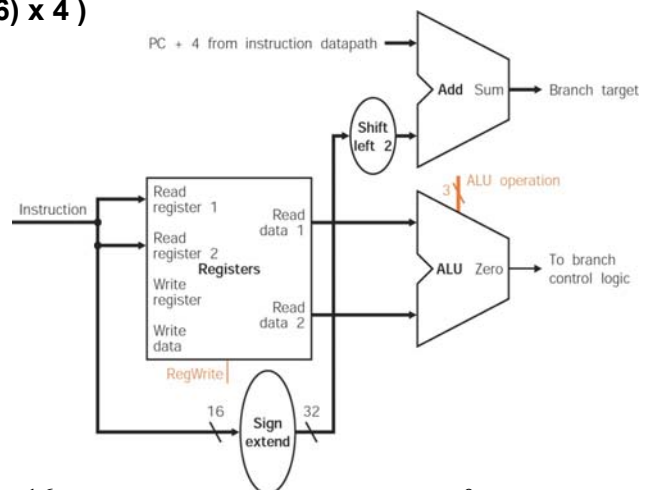 6) x 4 )
PC + 4 from instruction datapath
Add Sum
Branch target
Shift
left 2
ALU operation
3
Instruction
Read
register 1
Read
data 1
Read
register 2
Registers
ALU Zero
To branch
control logic
Write
register
Read
data 2
Write
data
RegWrite
16
32
Sign
extend